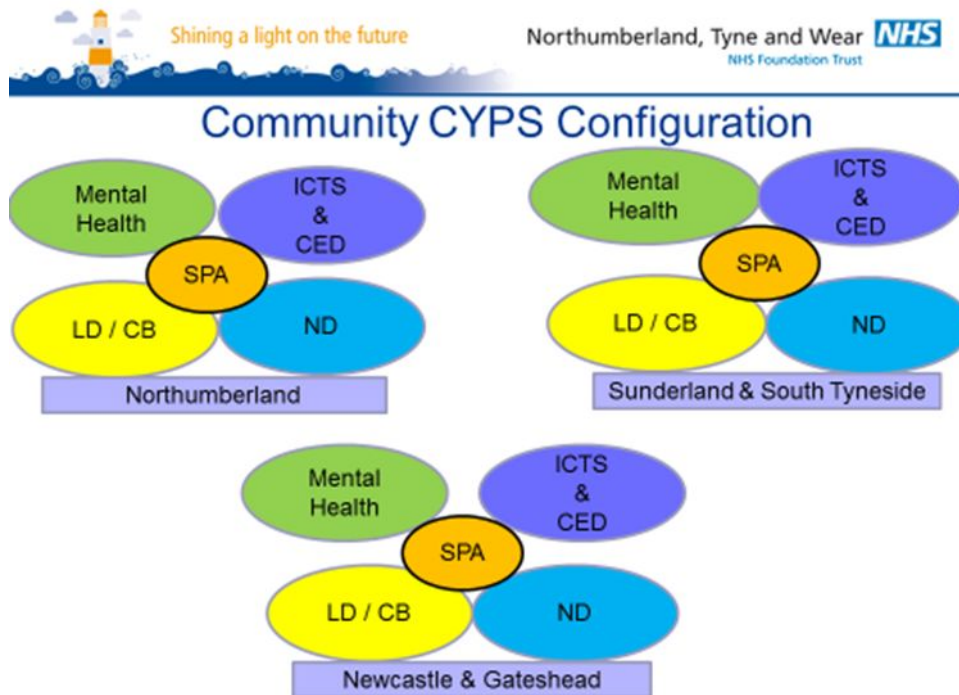 Shining a light on the future
Northumberland, Tyne and Wear NHS
NHS Foundation Trust
Community CYPS Configuration
Mental
Health
ICTS
&
CED
SPA
LD / CB
ND
Northumberland
Mental
Health
ICTS
&
CED
SPA
LD / CB
ND
Sunderland & South Tyneside
Mental
Health
ICTS
&
CED
SPA
LD / CB
ND
Newcastle & Gateshead